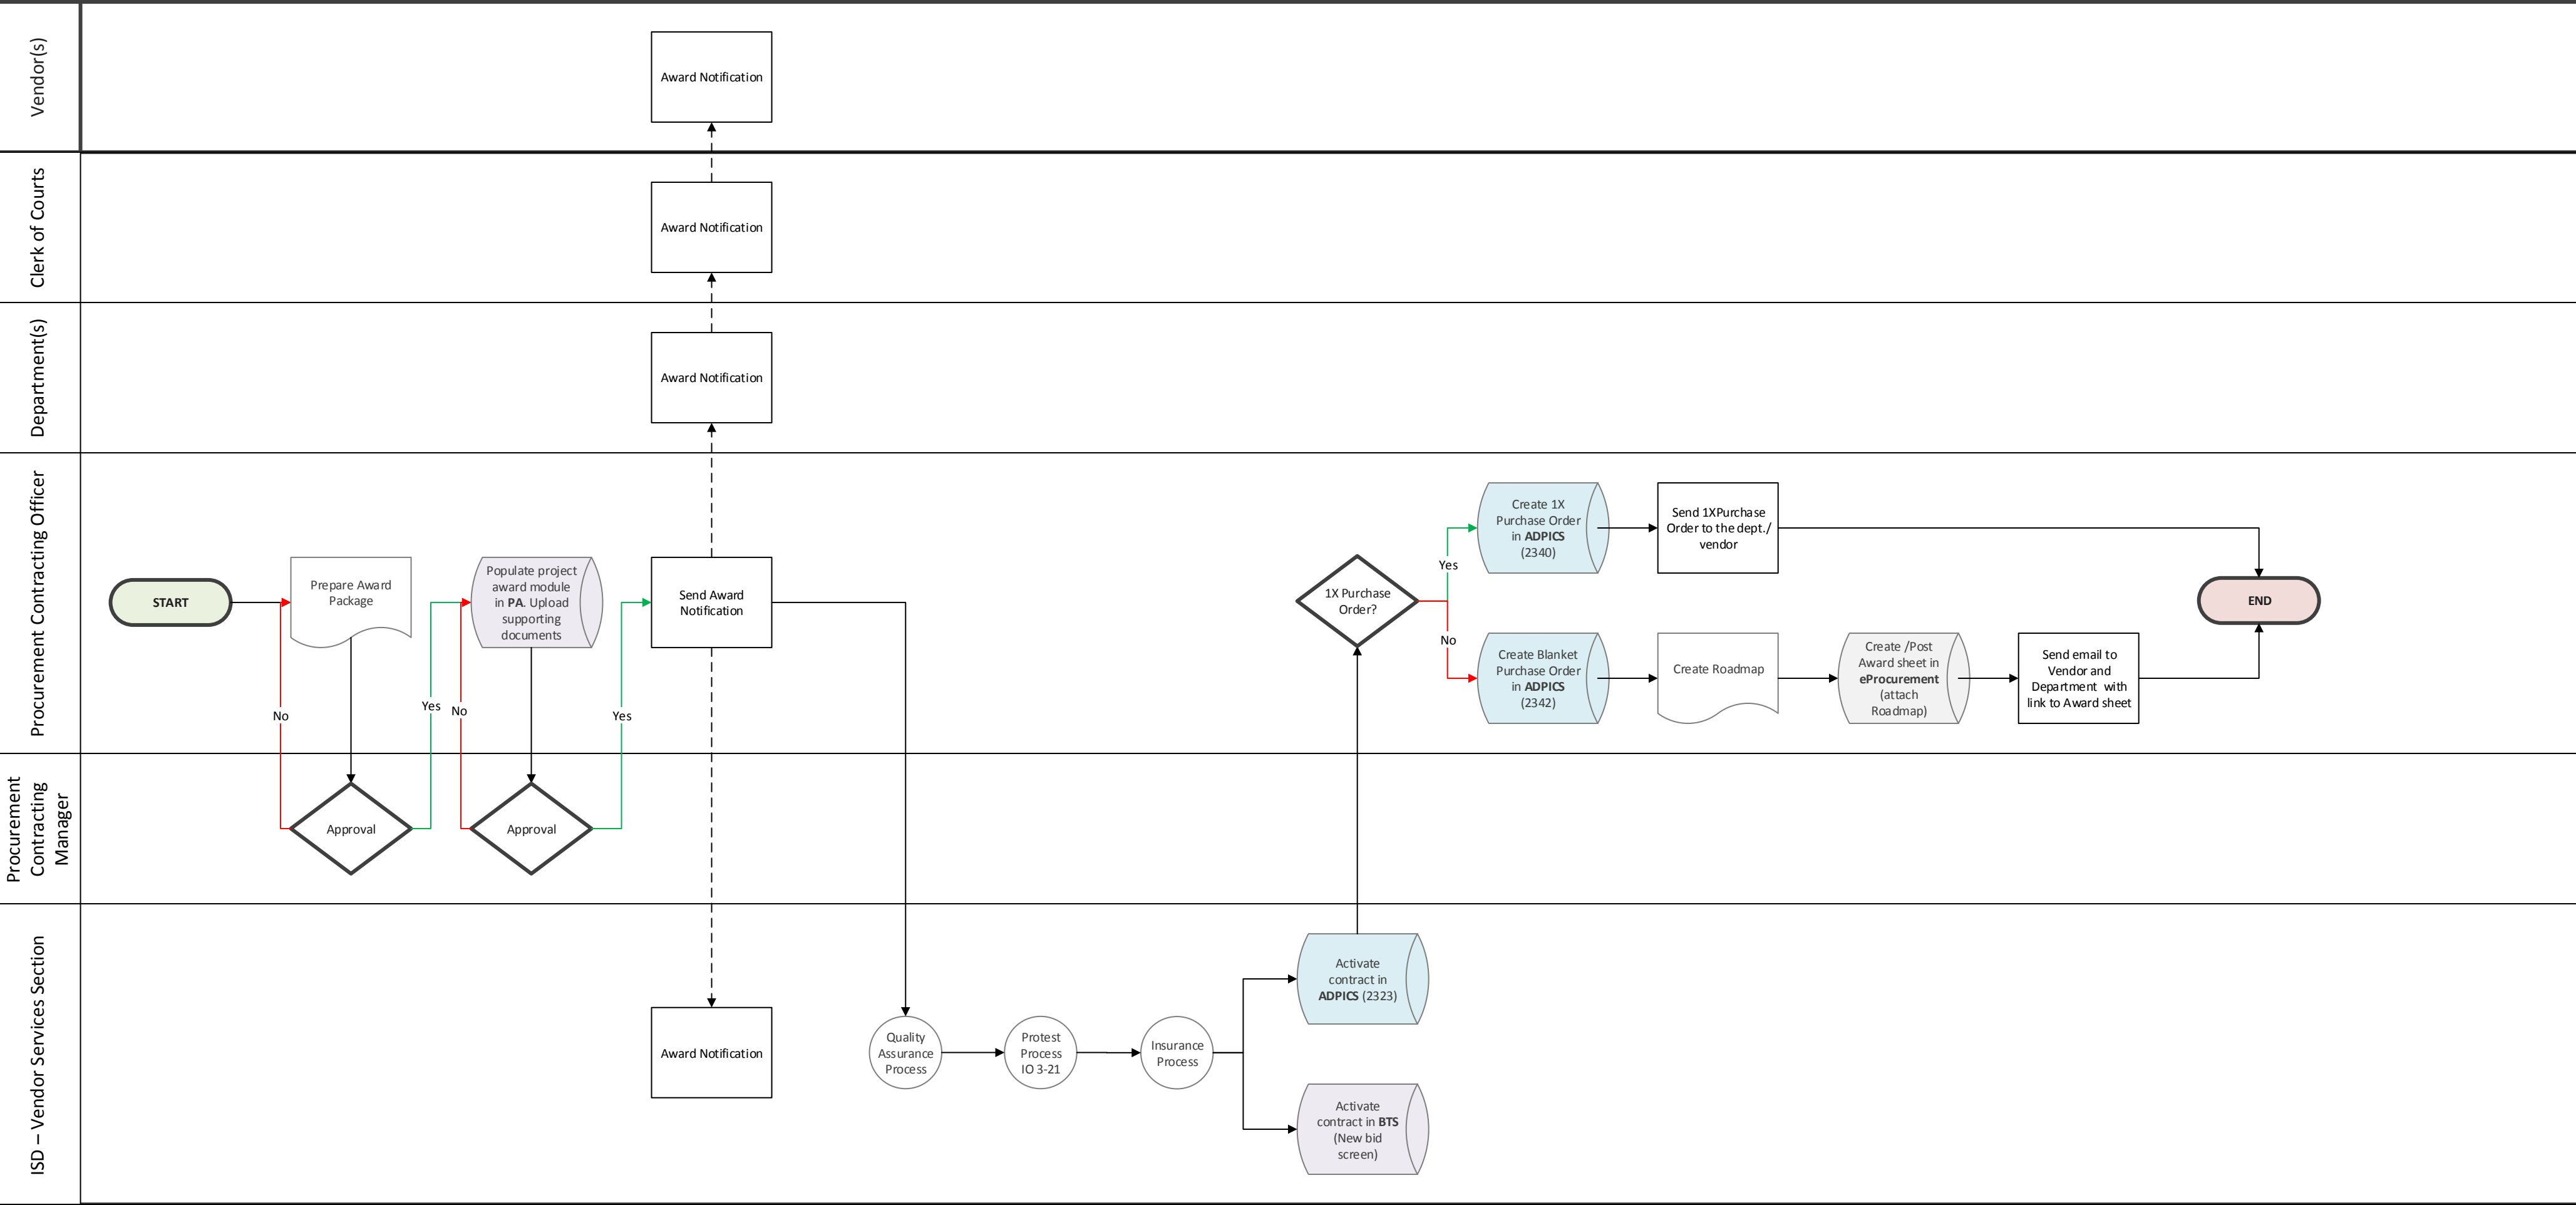 Vendor(s)
Award Notification
Clerk of Courts
Award Notification
Department(s)
Award Notification
Procurement Contracting Officer
START
Prepare Award
Package
Populate project
award module
in PA. Upload
supporting
documents
Send Award
Notification
No
Yes
No
Yes
1X Purchase
Order?
Yes
No
Create 1X
Purchase Order
in ADPICS
(2340)
Send 1XPurchase
Order to the dept./
vendor
Create Blanket
Purchase Order
in ADPICS
(2342)
Create Roadmap
Create /Post
Award sheet in
eProcurement
(attach
Roadmap)
Send email to
Vendor and
Department with
link to Award sheet
END
Procurement
Contracting
Manager
Approval
Approval
ISD – Vendor Services Section
Award Notification
Quality
Assurance
Process
Protest
Process
IO 3-21
Insurance
Process
Activate
contract in
ADPICS (2323)
Activate
contract in BTS
(New bid
screen)